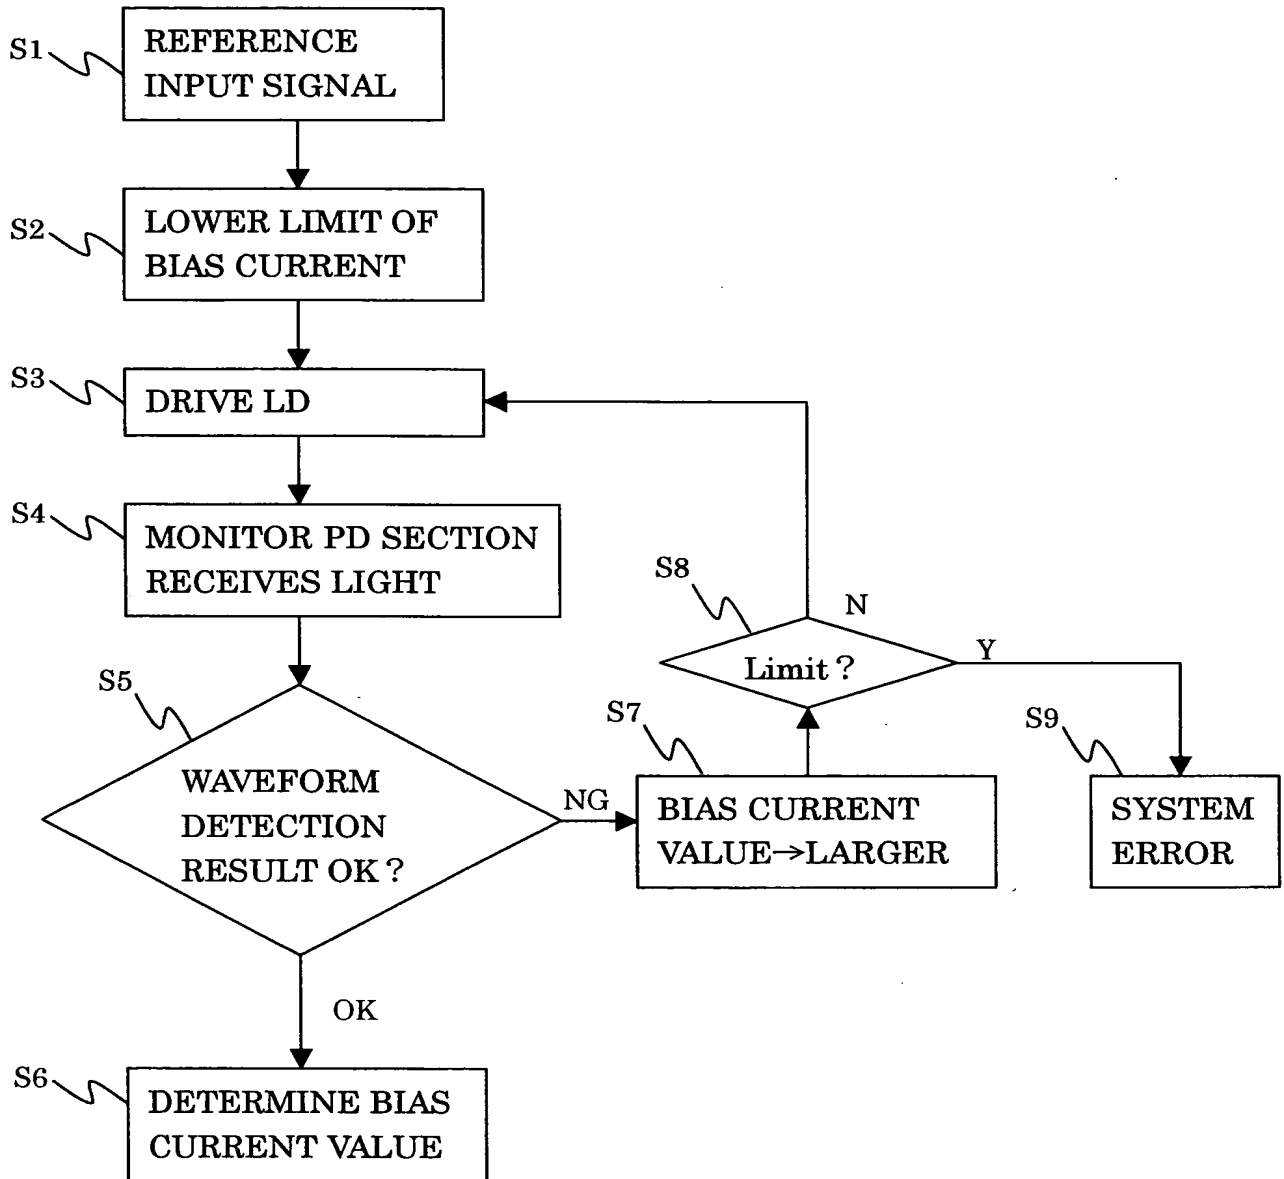 S1
REFERENCE
INPUT SIGNAL
S2
LOWER LIMIT OF
BIAS CURRENT
S3
DRIVE LD
S4
MONITOR PD SECTION
RECEIVES LIGHT
S5
WAVEFORM
DETECTION
RESULT OK?
NG
OK
S6
DETERMINE BIAS
CURRENT VALUE
S7
BIAS CURRENT
VALUE→LARGER
S8
Limit?
N
Y
S9
SYSTEM
ERROR